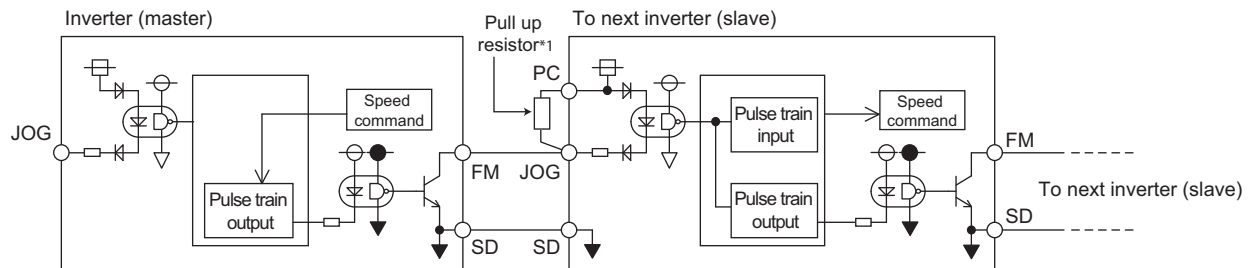 Inverter (master)
Pull up
resistor*1
To next inverter (slave)
PC
JOG
Speed
command
Pulse train
output
FM
JOG
SD
SD
Pulse train
input
Speed
command
Pulse train
output
FM
SD
To next inverter (slave)